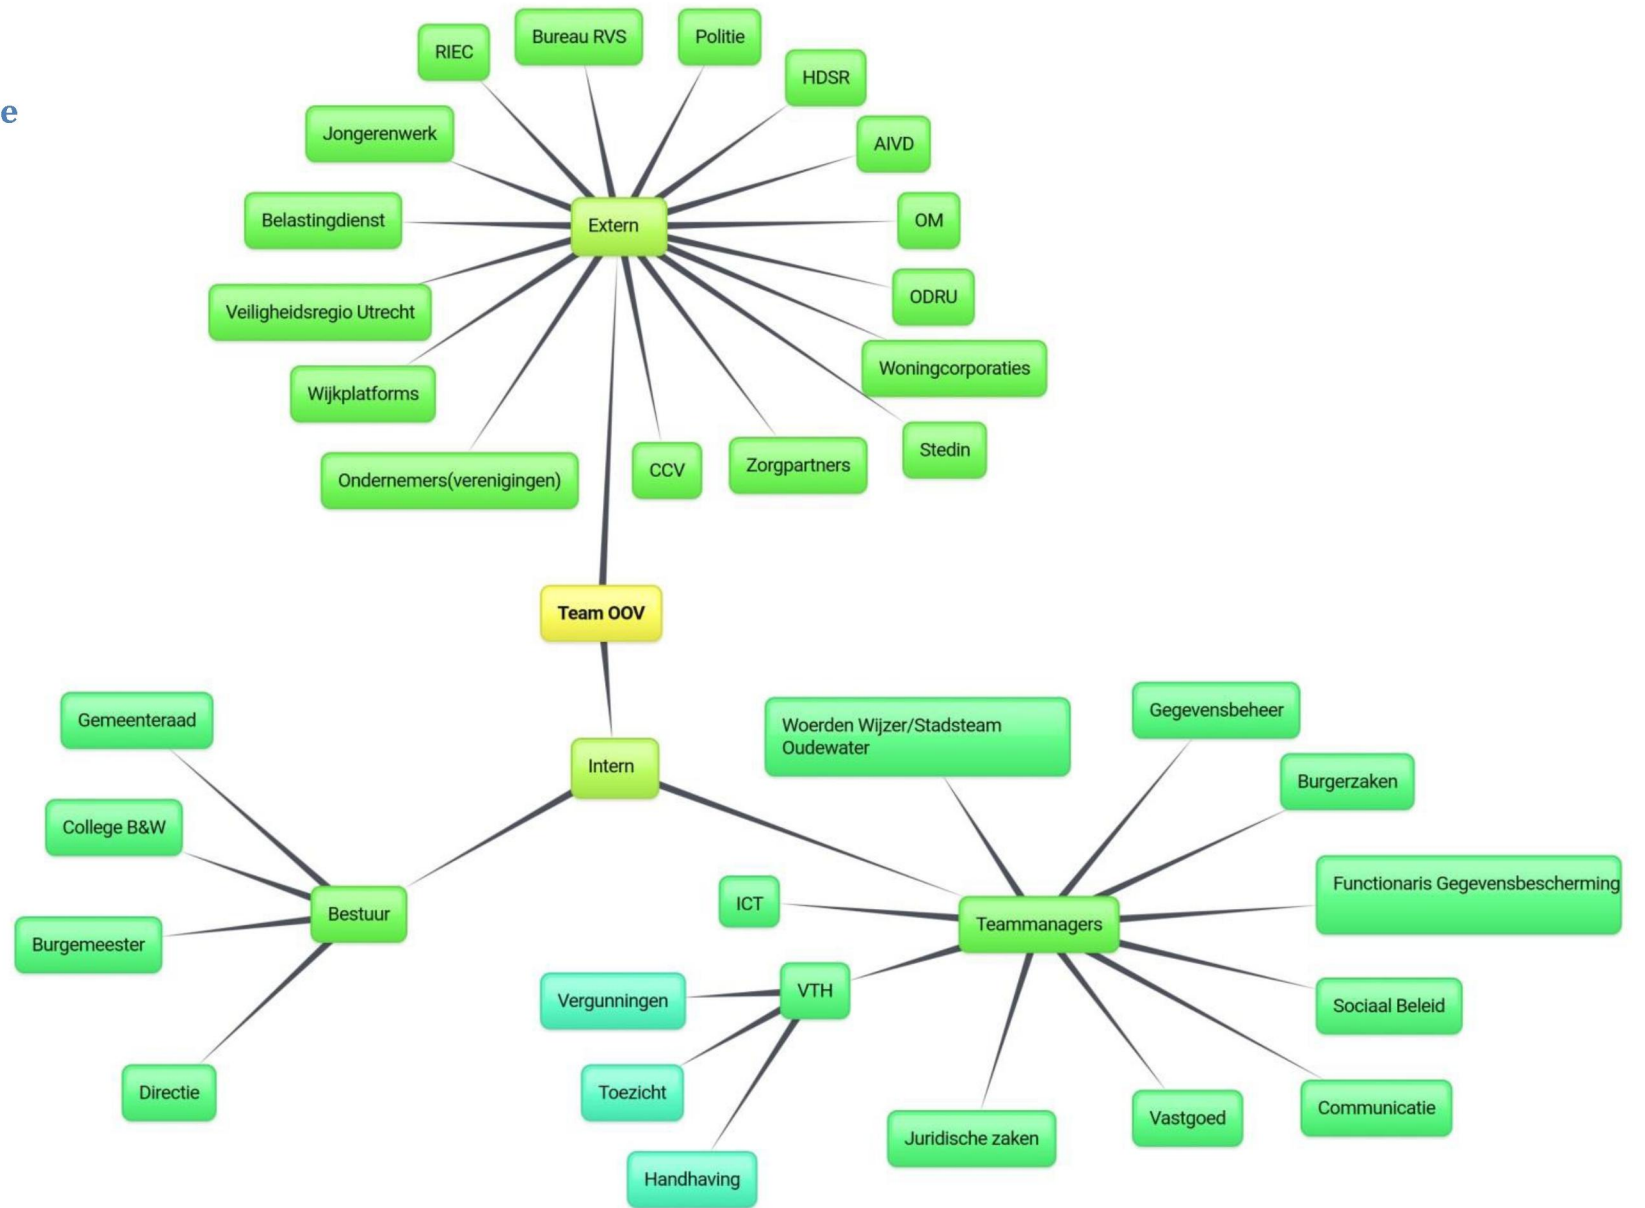 Bureau RVS
Politie
RIEC
HDSR
e
Jongerenwerk
AIVD
Belastingdienst
Extern
OM
Veiligheidsregio Utrecht
ODRU
Wijkplatforms
Woningcorporaties
Ondernemers(verenigingen)
CCV
Zorgpartners
Stedin
Team OOV
Gemeenteraad
Intern
Woerden Wijzer/Stadsteam
Oudewater
Gegevensbeheer
Burgerzaken
College B&W
Bestuur
ICT
Teammanagers
Functionaris Gegevensbescherming
Burgemeester
Vergunningen
VTH
Sociaal Beleid
Directie
Toezicht
Juridische zaken
Vastgoed
Communicatie
Handhaving